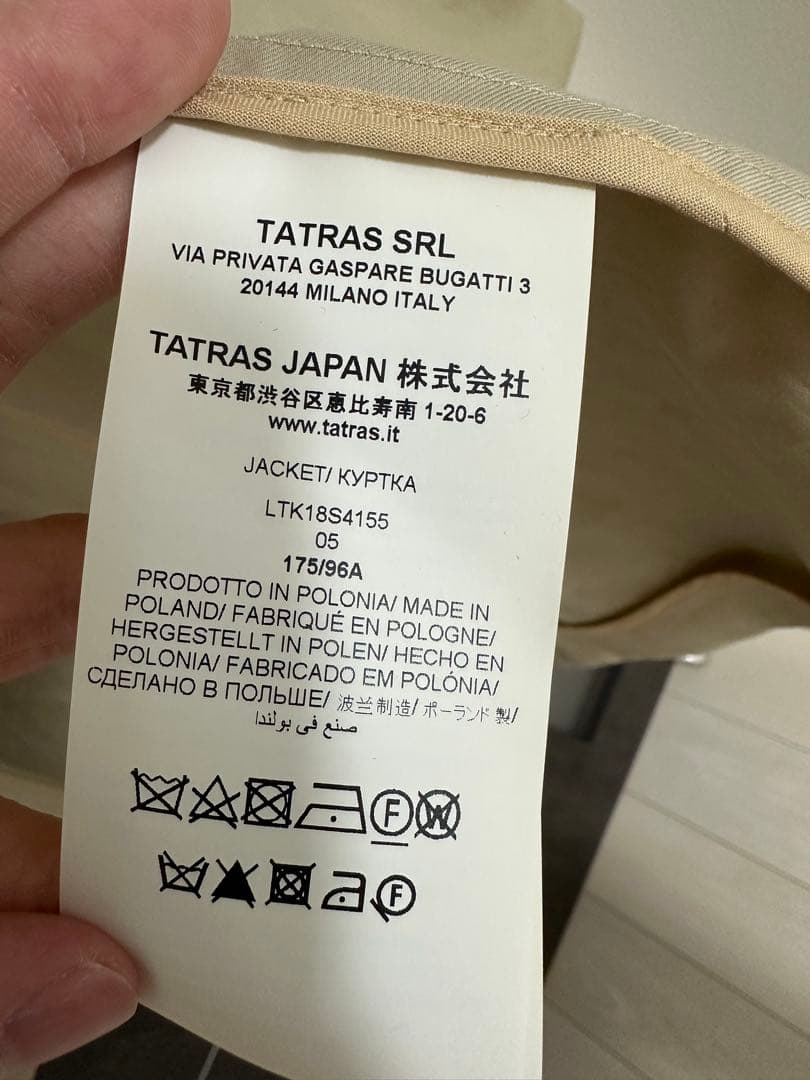 TATRAS SRL
VIA PRIVATA GASPARE BUGATTI 3
20144 MILANO ITALY
TATRAS JAPAN 株式会社
東京都渋谷区恵比寿南 1-20-6
www.tatras.it
JACKET/ КУРТКА
LTK18S4155
05
175/96A
PRODOTTO IN POLONIA/ MADE IN
POLAND/ FABRIQUÉ EN POLOGNE/
HERGESTELLT IN POLEN/ HECHO EN
POLONIA/ FABRICADO EM POLÓNIA/
СДЕЛАНО В ПОЛЬШЕ/ 波兰制造/ ポーランド 製/
صنع في بولندا
F W
F